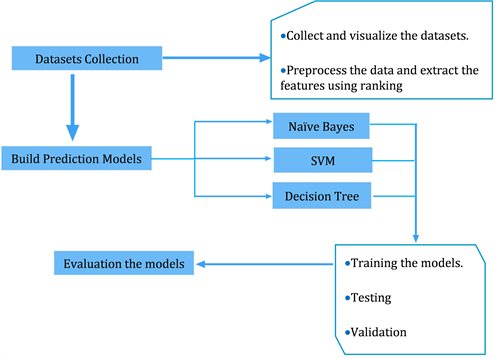 Datasets Collection
•Collect and visualize the datasets.
•Preprocess the data and extract the
features using ranking
Build Prediction Models
Naïve Bayes
SVM
Decision Tree
Evaluation the models
•Training the models.
•Testing
•Validation